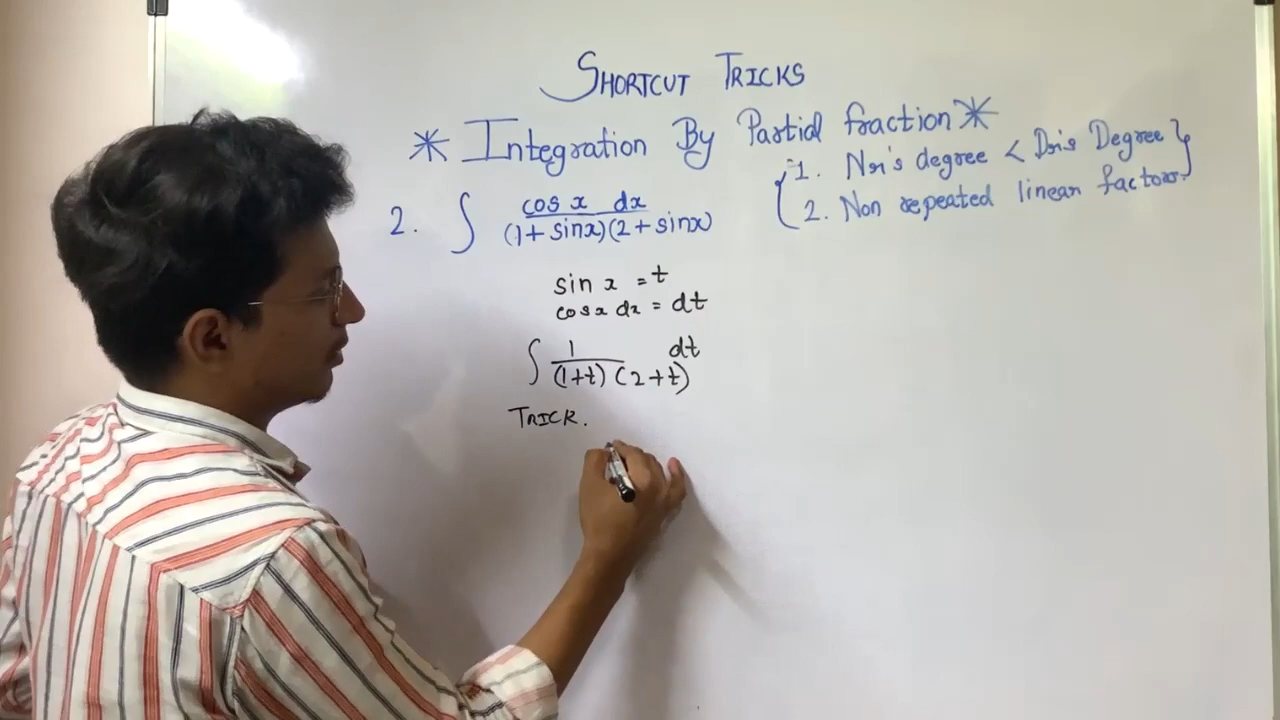 SHORTCUT TRICKS
* Integration By Partial fraction *
{ 1. Nr's degree < Dr's Degree }
2. Non repeated linear factors.
2. ∫ cos x dx / (1 + sinx)(2 + sinx)
sin x = t
cosx dx = dt
∫ 1 / (1+t) (2+t) dt
TRICK.